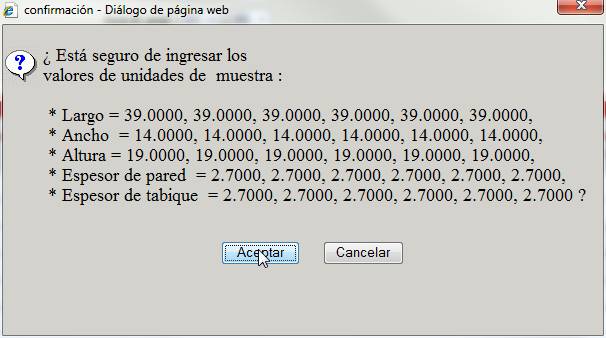 confirmación - Diálogo de página web
¿ Está seguro de ingresar los
valores de unidades de muestra :
* Largo = 39.0000, 39.0000, 39.0000, 39.0000, 39.0000, 39.0000,
* Ancho = 14.0000, 14.0000, 14.0000, 14.0000, 14.0000, 14.0000,
* Altura = 19.0000, 19.0000, 19.0000, 19.0000, 19.0000, 19.0000,
* Espesor de pared = 2.7000, 2.7000, 2.7000, 2.7000, 2.7000, 2.7000,
* Espesor de tabique = 2.7000, 2.7000, 2.7000, 2.7000, 2.7000, 2.7000 ?
Aceptar
Cancelar